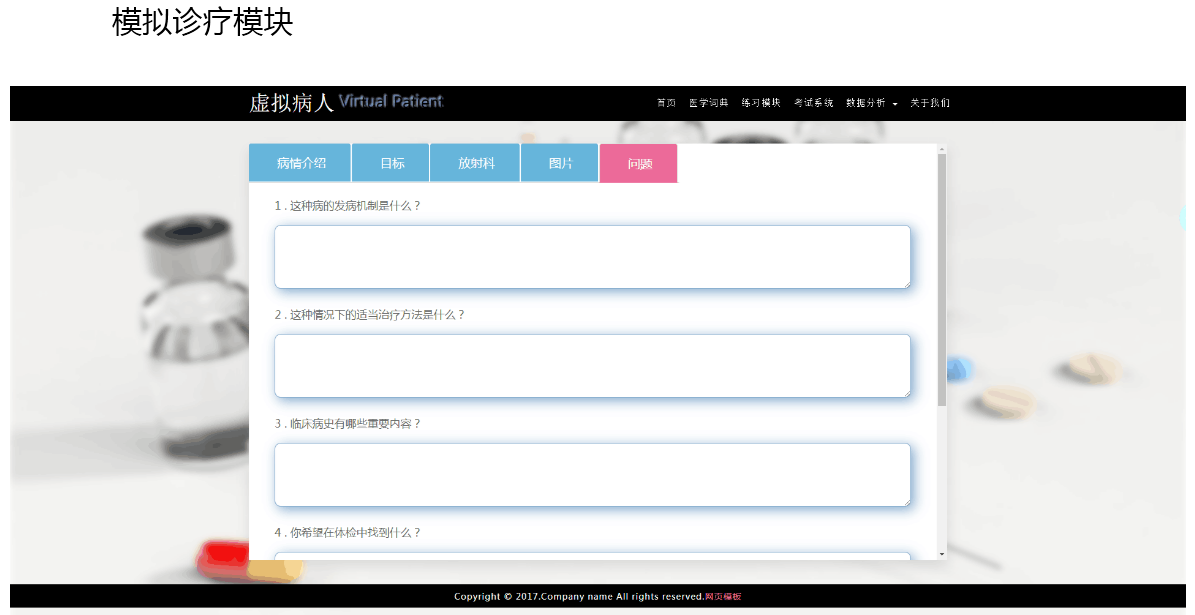 模拟诊疗模块
虚拟病人 Virtual Patient 首页 医学词典 练习模块 考试系统 数据分析 关于我们
病情介绍 目标 放射科 图片 问题
1 . 这种病的发病机制是什么？
2 . 这种情况下的适当治疗方法是什么？
3 . 临床病史有哪些重要内容？
4 . 你希望在体检中找到什么？
Copyright © 2017.Company name All rights reserved.网页模板